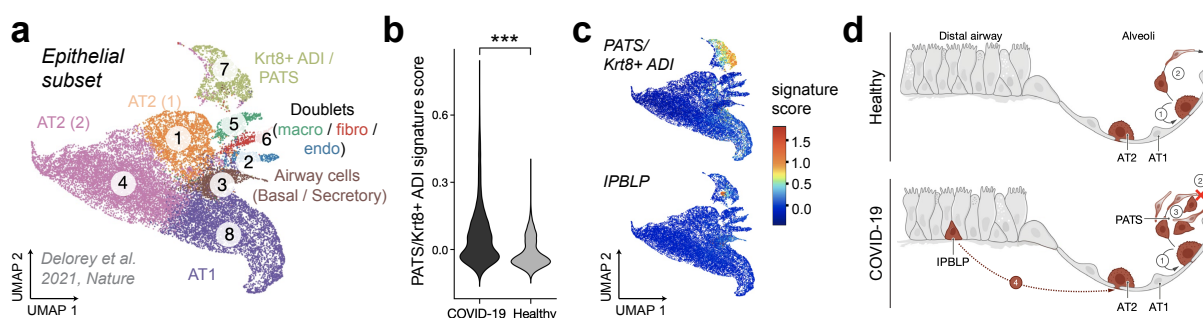 a
Epithelial
subset
7
Krt8+ ADI /
PATS
AT2 (1)
AT2 (2)
Doublets
(macro / fibro /
endo)
5
6
1
2
4
3
Airway cells
(Basal / Secretory)
8
AT1
Delorey et al.
2021, Nature
UMAP 2
UMAP 1
b
***
PATS/Krt8+ ADI signature score
0.6
0.3
0.0
COVID-19 Healthy
c
PATS/
Krt8+ ADI
signature
score
1.5
1.0
0.5
0.0
IPBLP
UMAP 2
UMAP 1
d
Distal airway
Alveoli
Healthy
2
1
AT2 AT1
COVID-19
2
PATS
3
1
IPBLP
4
AT2 AT1